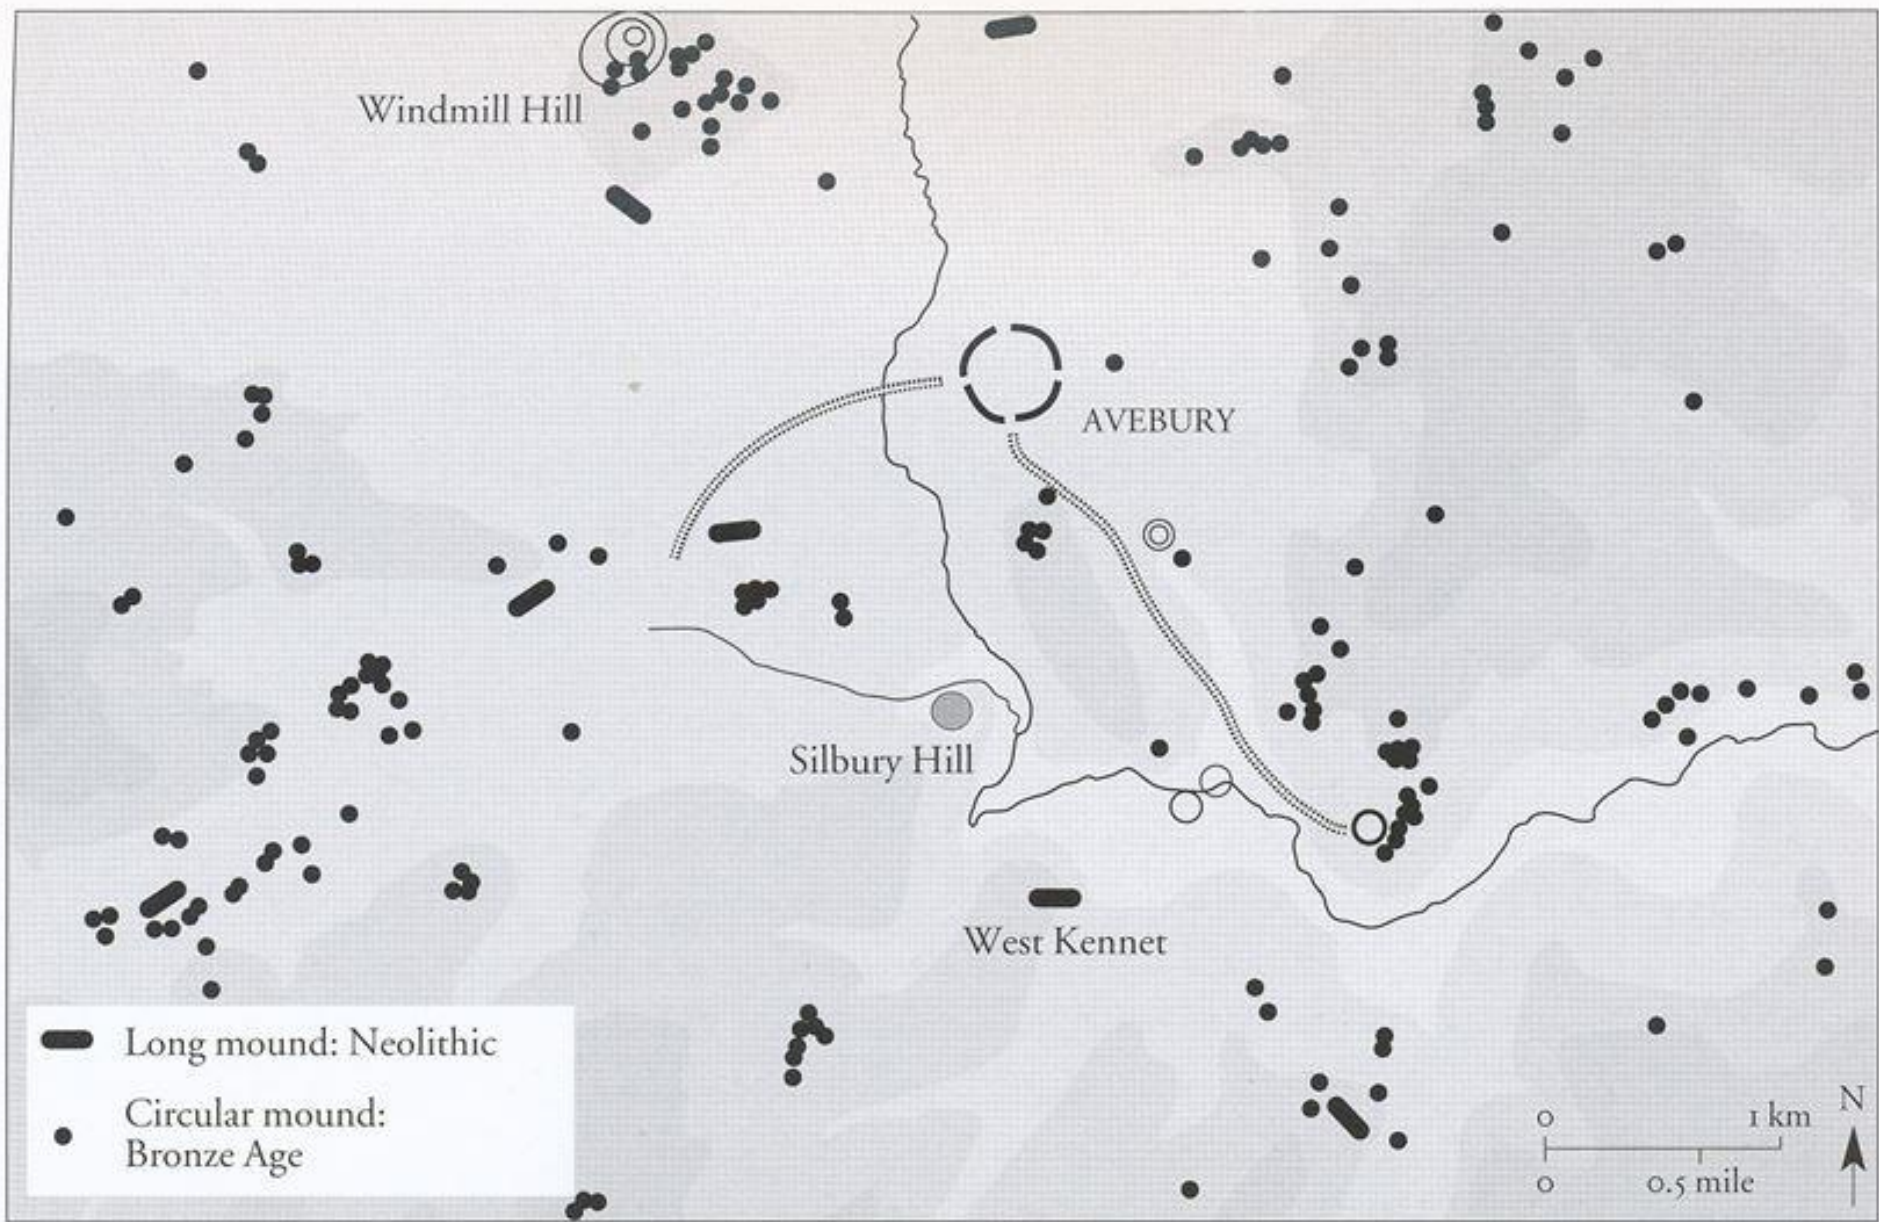 Windmill Hill
AVEBURY
Silbury Hill
West Kennet
Long mound: Neolithic
Circular mound:
Bronze Age
0 1 km
0 0.5 mile
N